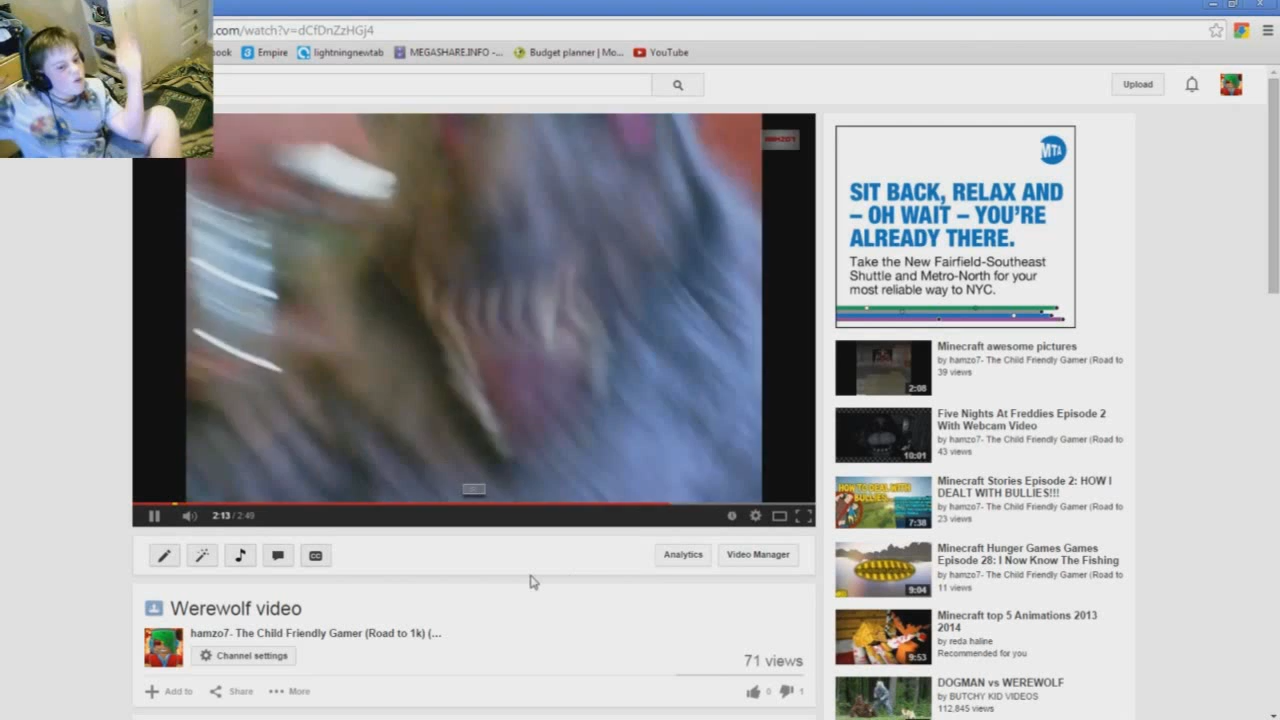 .com/watch?v=dCfDnZzHGj4
ook
Empire
lightningnewtab
MEGASHARE.INFO -...
Budget planner | Mo...
YouTube
Upload
HAMZO7
MTA
SIT BACK, RELAX AND
– OH WAIT – YOU'RE
ALREADY THERE.
Take the New Fairfield-Southeast
Shuttle and Metro-North for your
most reliable way to NYC.
2:13 / 2:49
CC
Analytics
Video Manager
Werewolf video
hamzo7- The Child Friendly Gamer (Road to 1k) (...
Channel settings
71 views
Add to
Share
More
0
1
Minecraft awesome pictures
by hamzo7- The Child Friendly Gamer (Road to
39 views
2:08
Five Nights At Freddies Episode 2
With Webcam Video
by hamzo7- The Child Friendly Gamer (Road to
43 views
10:01
Minecraft Stories Episode 2: HOW I
DEALT WITH BULLIES!!!
by hamzo7- The Child Friendly Gamer (Road to
23 views
HOW TO DEAL WITH
BULLIES
7:38
Minecraft Hunger Games Games
Episode 28: I Now Know The Fishing
by hamzo7- The Child Friendly Gamer (Road to
11 views
9:04
Minecraft top 5 Animations 2013
2014
by reda haline
Recommended for you
9:53
DOGMAN vs WEREWOLF
by BUTCHY KID VIDEOS
112,845 views